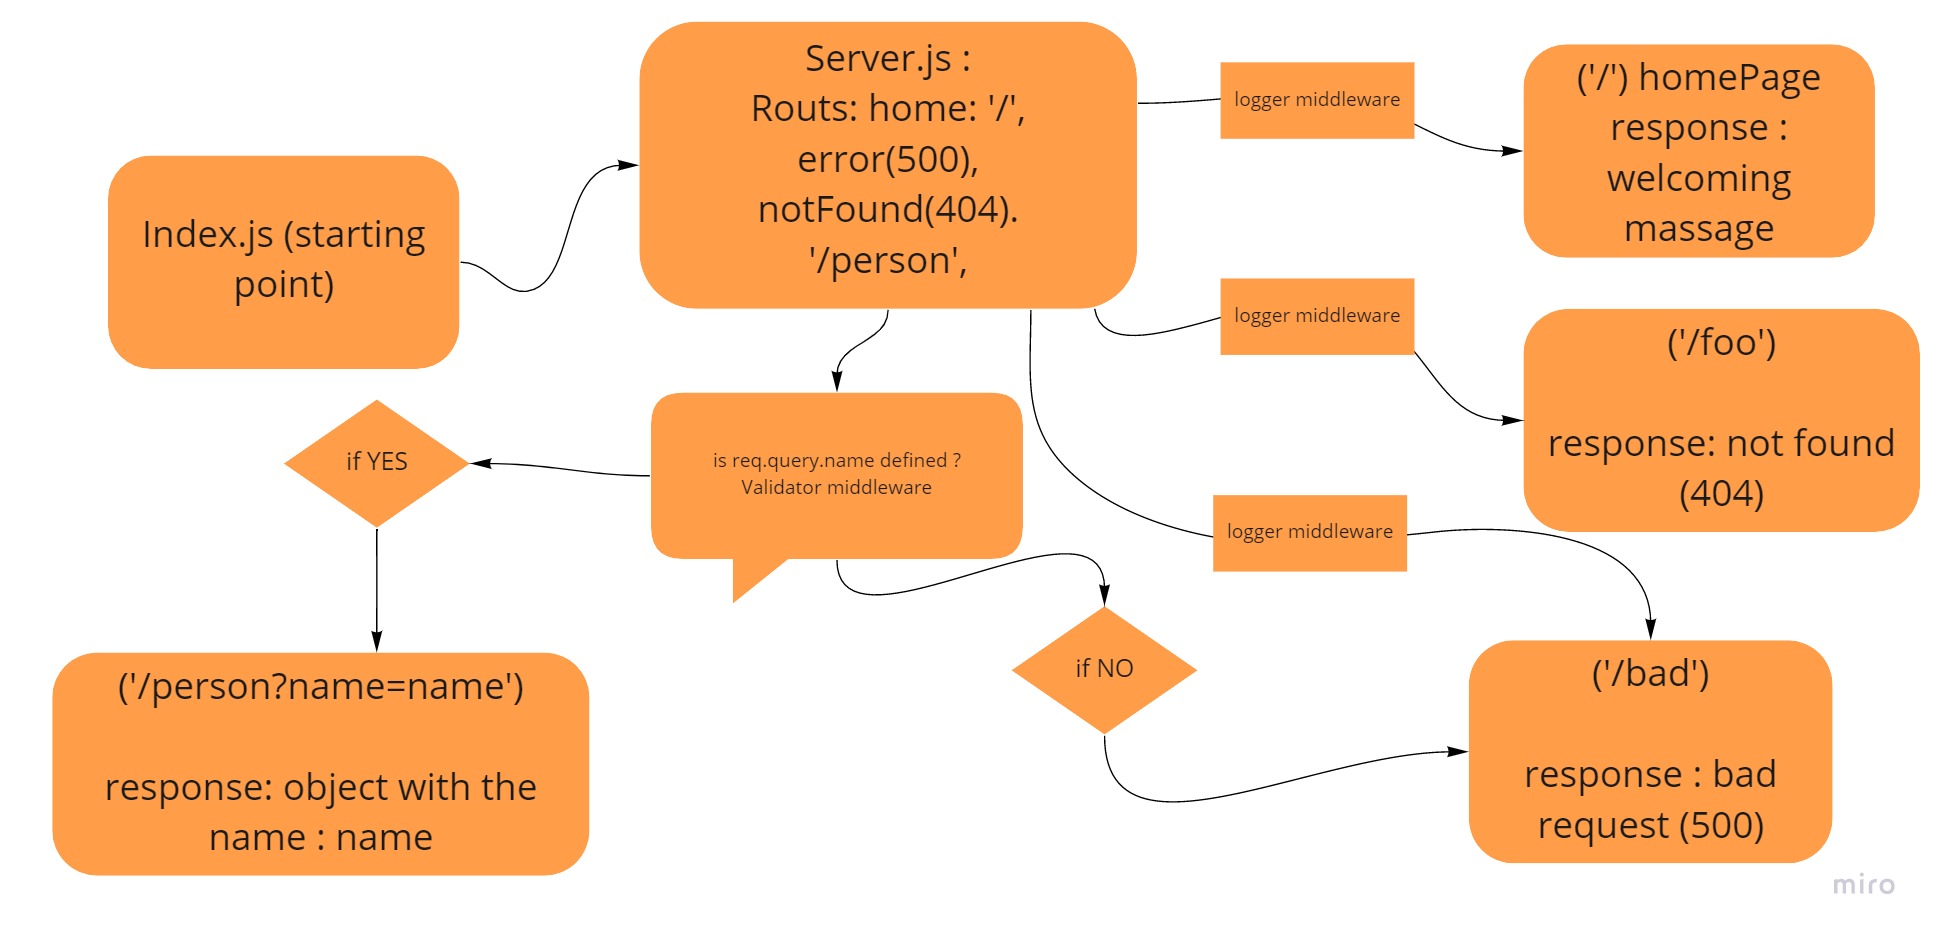 Server.js :
Routs: home: '/',
error(500),
notFound(404).
'/person',
logger middleware
('/') homePage
response :
welcoming
massage
Index.js (starting
point)
logger middleware
('/foo')
response: not found
(404)
if YES
is req.query.name defined ?
Validator middleware
logger middleware
if NO
('/person?name=name')
response: object with the
name : name
('/bad')
response : bad
request (500)
miro